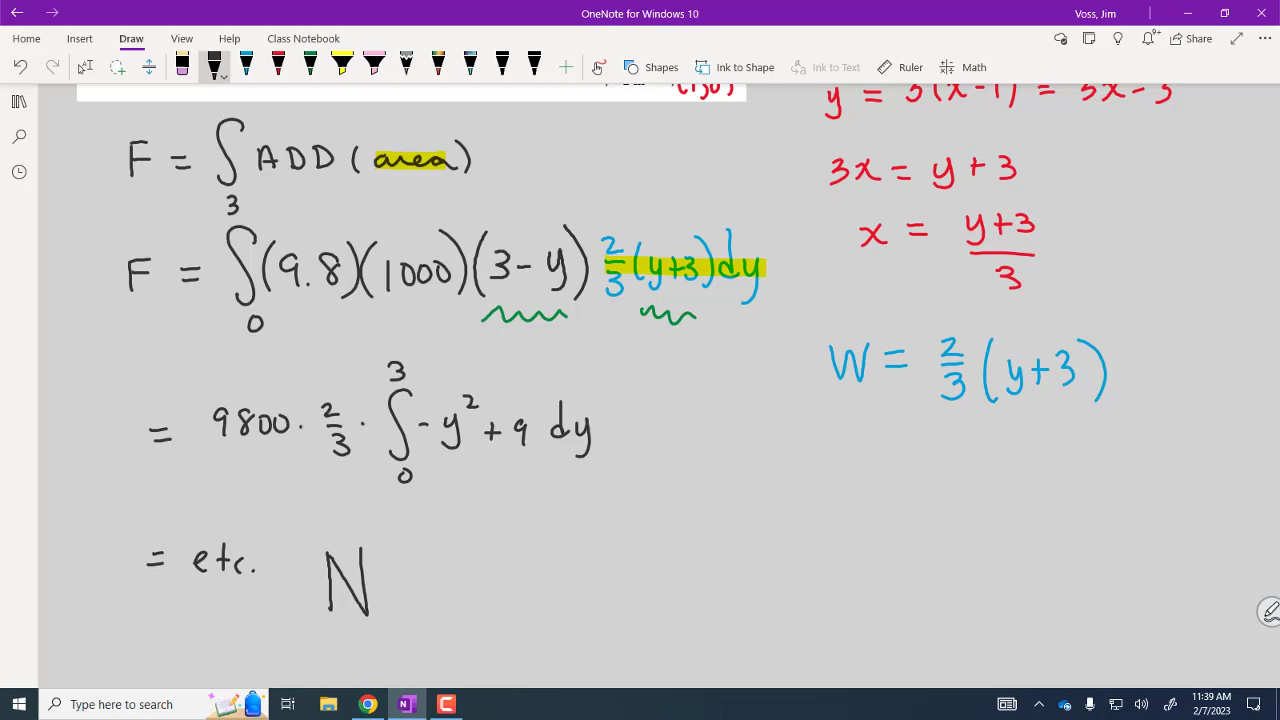 OneNote for Windows 10
Voss, Jim
Home Insert Draw View Help Class Notebook
Share
Shapes Ink to Shape Ink to Text Ruler Math
y = 3(x-1) = 3x-3
F = ∫ ADD (area)
3x = y+3
x = y+3/3
F = ∫₀³ (9.8)(1000)(3-y) 2/3 (y+3) dy
W = 2/3 (y+3)
= 9800 · 2/3 · ∫₀³ -y² + 9 dy
= etc. N
Type here to search
11:39 AM
2/7/2023